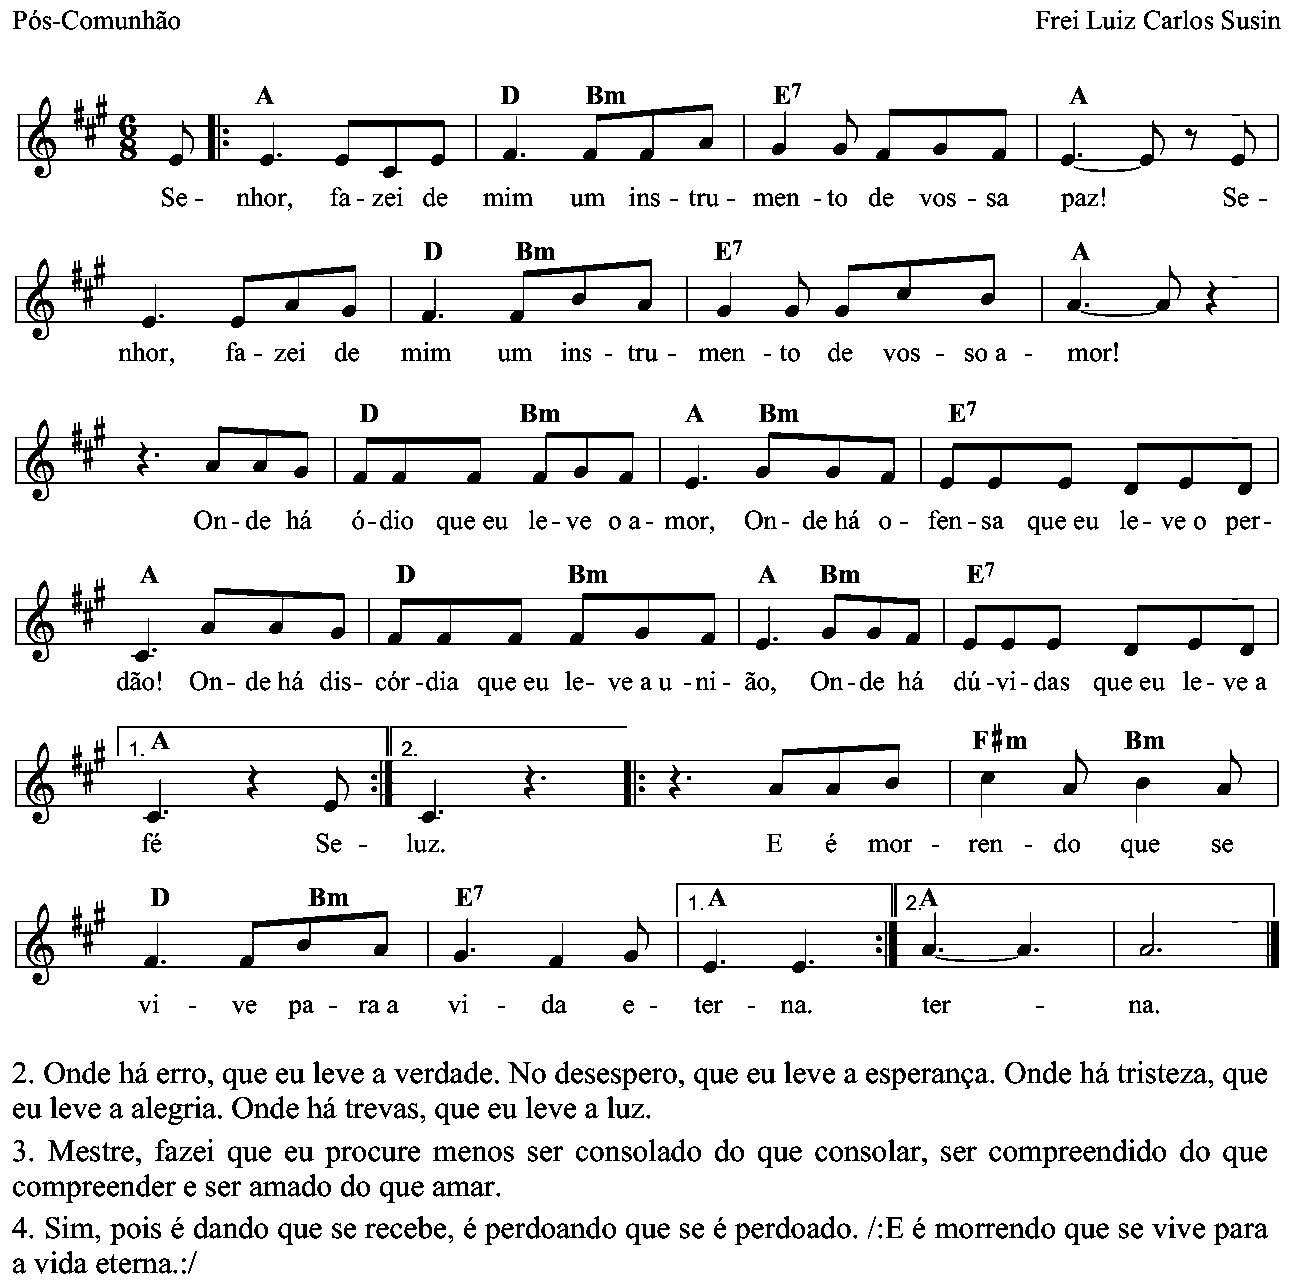 Pós-Comunhão Frei Luiz Carlos Susin
A D Bm E7 A
6
8
Se - nhor, fa - zei de mim um ins - tru - men - to de vos - sa paz! Se -
D Bm E7 A
nhor, fa - zei de mim um ins - tru - men - to de vos - so a - mor!
D Bm A Bm E7
On - de há ó - dio que eu le - ve o a - mor, On - de há o - fen - sa que eu le - ve o per -
A D Bm A Bm E7
dão! On - de há dis - cór - dia que eu le - ve a u - ni - ão, On - de há dú - vi - das que eu le - ve a
1. A 2. F#m Bm
fé Se - luz. E é mor - ren - do que se
D Bm E7 1. A 2. A
vi - ve pa - ra a vi - da e - ter - na. ter - na.
2. Onde há erro, que eu leve a verdade. No desespero, que eu leve a esperança. Onde há tristeza, que
eu leve a alegria. Onde há trevas, que eu leve a luz.
3. Mestre, fazei que eu procure menos ser consolado do que consolar, ser compreendido do que
compreender e ser amado do que amar.
4. Sim, pois é dando que se recebe, é perdoando que se é perdoado. /:E é morrendo que se vive para
a vida eterna.:/